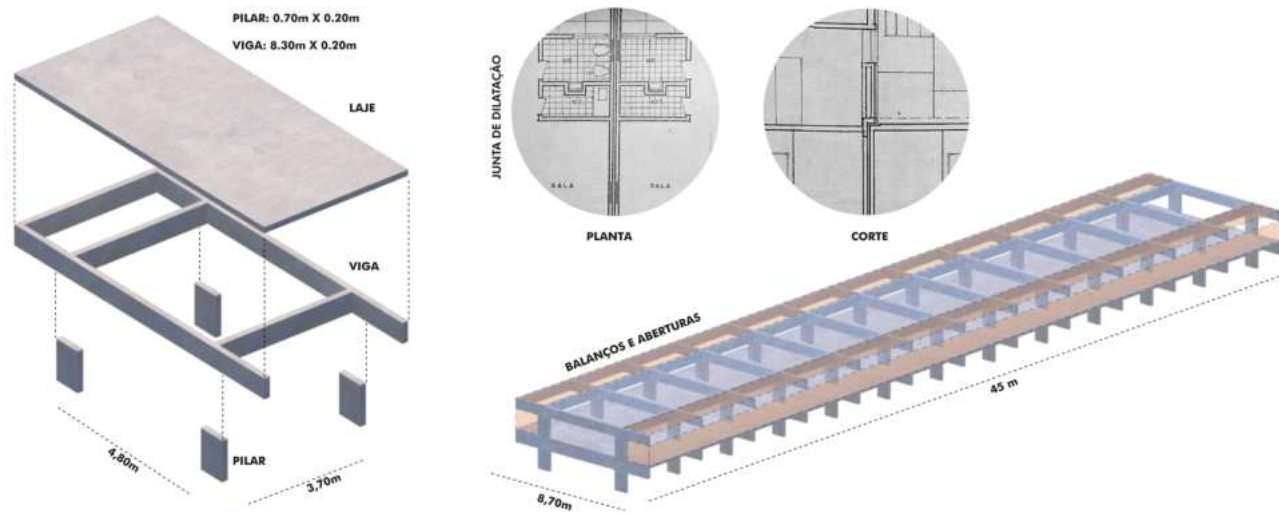 PILAR: 0.70m X 0.20m
VIGA: 8.30m X 0.20m
LAJE
VIGA
PILAR
4,80m
3,70m
JUNTA DE DILATAÇÃO
SALA
SALA
PLANTA
CORTE
BALANÇOS E ABERTURAS
45 m
8,70m